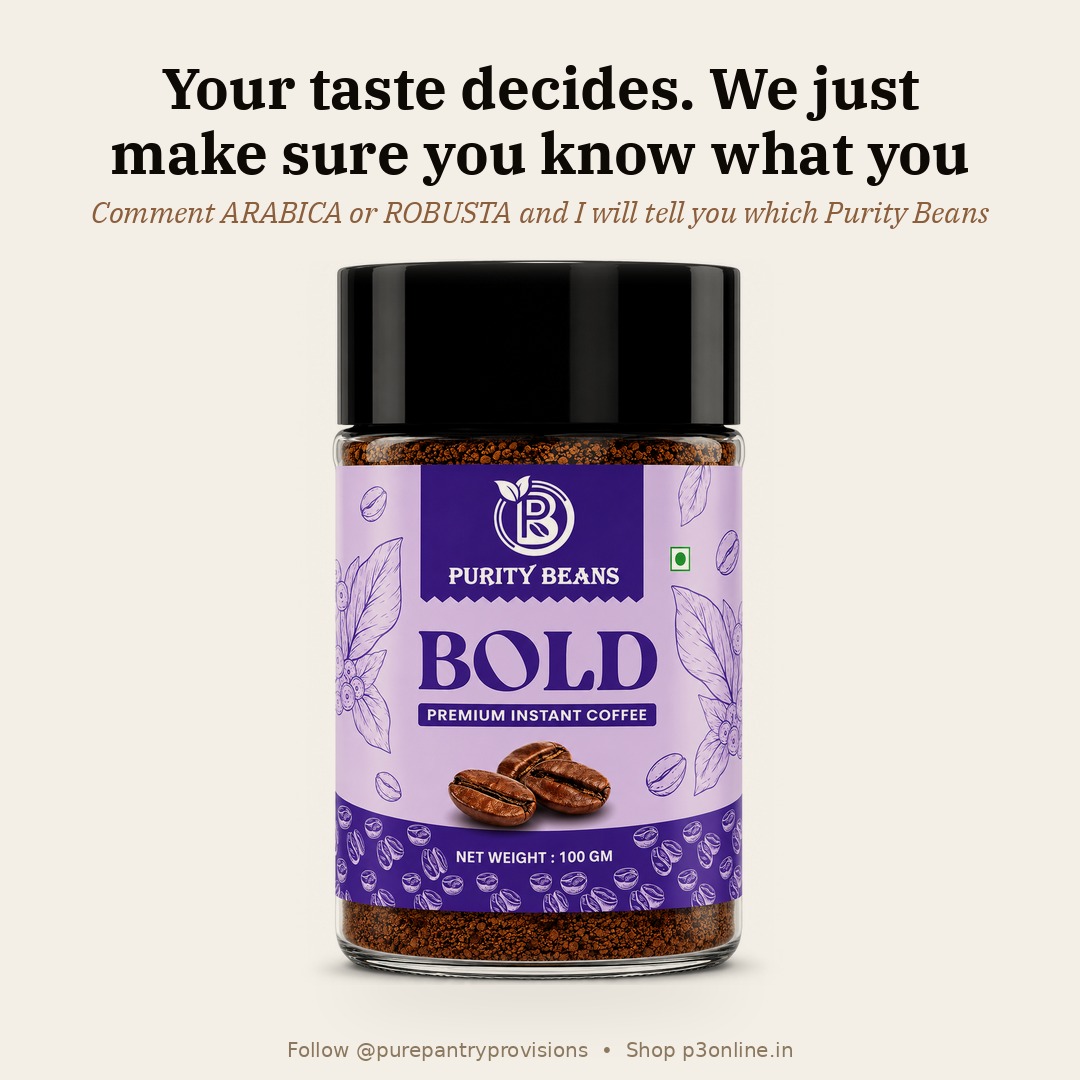 Your taste decides. We just
make sure you know what you
Comment ARABICA or ROBUSTA and I will tell you which Purity Beans
PURITY BEANS
BOLD
PREMIUM INSTANT COFFEE
NET WEIGHT : 100 GM
Follow @purepantryprovisions • Shop p3online.in